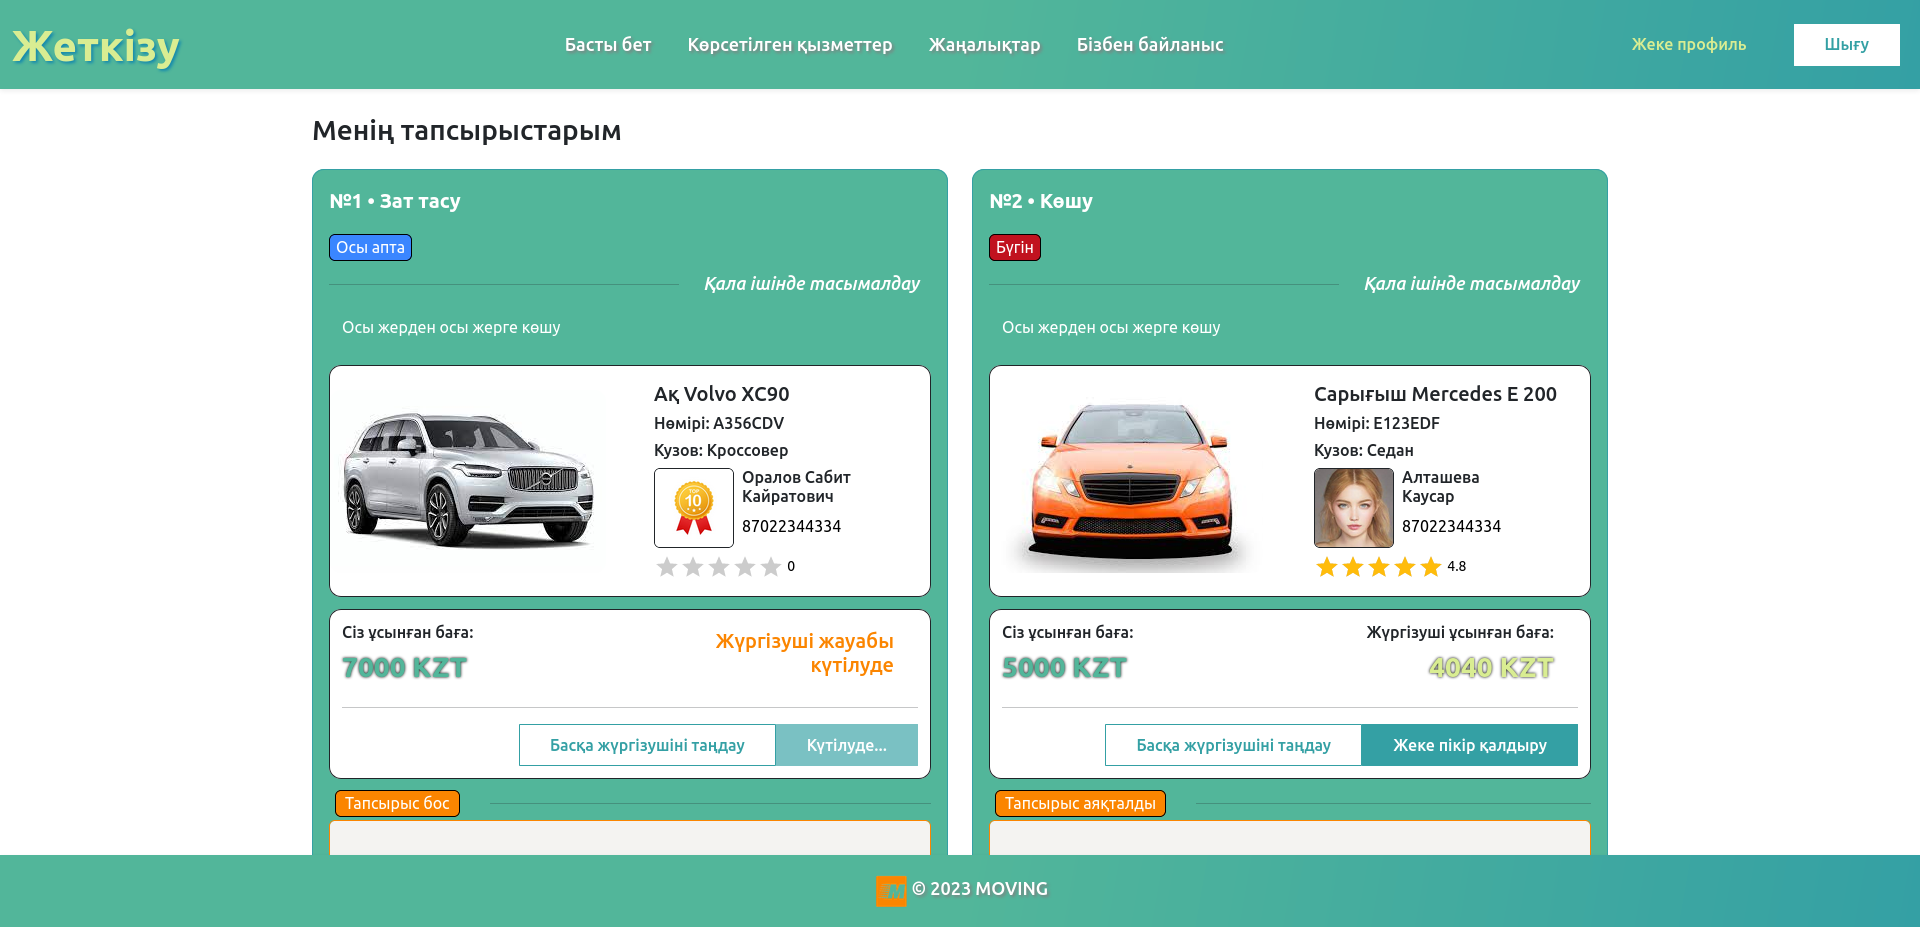 Жеткізу
Басты бет
Көрсетілген қызметтер
Жаңалықтар
Бізбен байланыс
Жеке профиль
Шығу
Менің тапсырыстарым
№1 • Зат тасу
Осы апта
Қала ішінде тасымалдау
Осы жерден осы жерге көшу
Ақ Volvo XC90
Нөмірі: A356CDV
Кузов: Кроссовер
TOP
10
Оралов Сабит
Кайратович
87022344334
0
Сіз ұсынған баға:
7000 KZT
Жүргізуші жауабы
күтілуде
Басқа жүргізушіні таңдау
Күтілуде...
Тапсырыс бос
№2 • Көшу
Бүгін
Қала ішінде тасымалдау
Осы жерден осы жерге көшу
Сарығыш Mercedes E 200
Нөмірі: E123EDF
Кузов: Седан
Алташева
Каусар
87022344334
4.8
Сіз ұсынған баға:
5000 KZT
Жүргізуші ұсынған баға:
4040 KZT
Басқа жүргізушіні таңдау
Жеке пікір қалдыру
Тапсырыс аяқталды
© 2023 MOVING